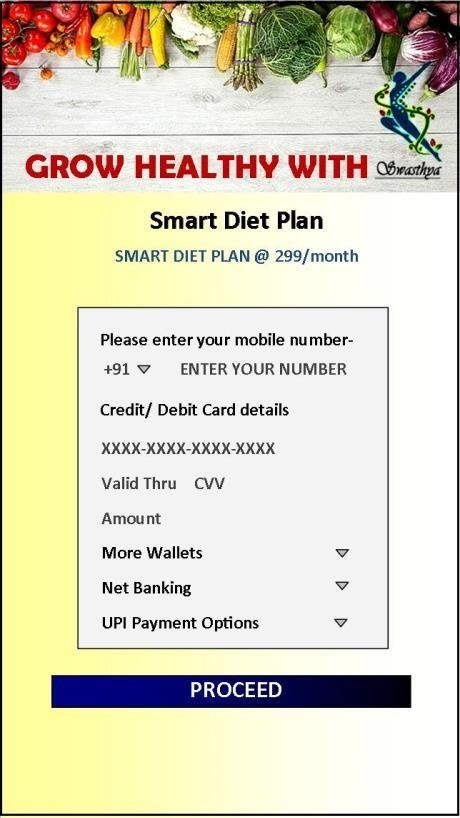 GROW HEALTHY WITH Swasthya
Smart Diet Plan
SMART DIET PLAN @ 299/month
Please enter your mobile number-
+91 ENTER YOUR NUMBER
Credit/ Debit Card details
XXXX-XXXX-XXXX-XXXX
Valid Thru CVV
Amount
More Wallets
Net Banking
UPI Payment Options
PROCEED